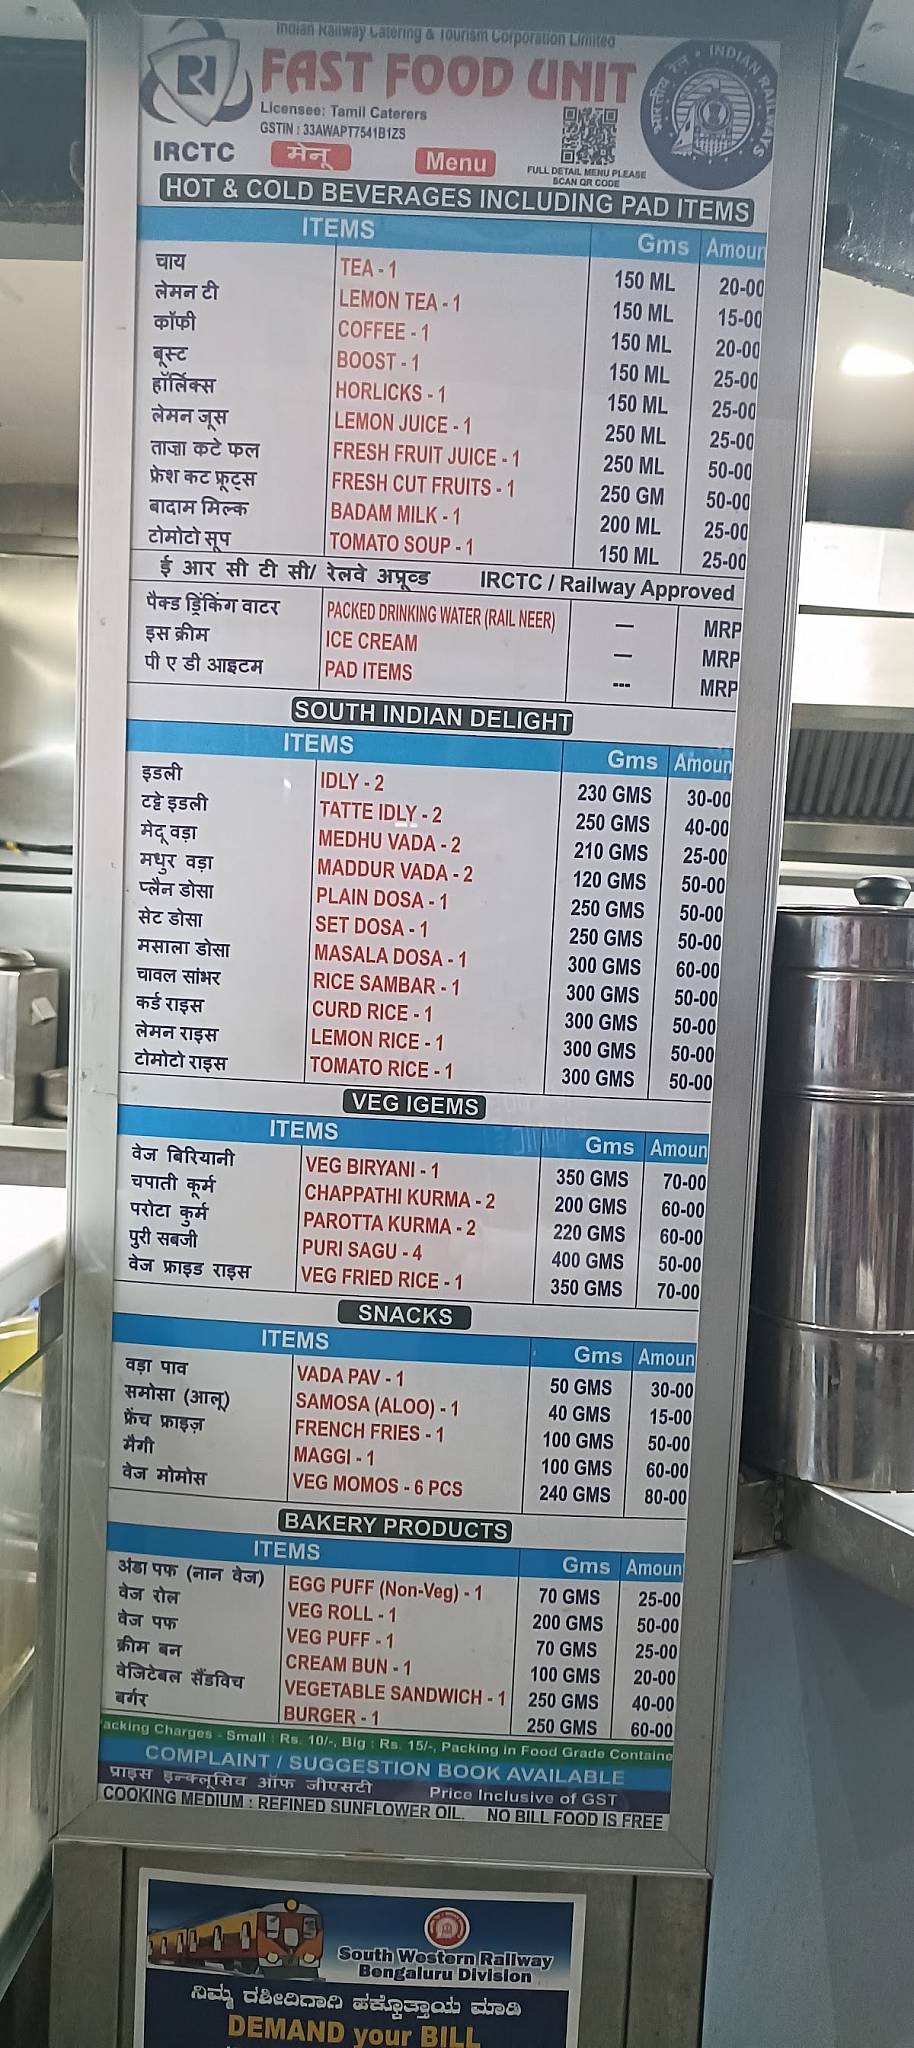 Indian Railway Catering & Tourism Corporation Limited
FAST FOOD UNIT
Licensee: Tamil Caterers
GSTIN : 33AWAPT7541B1ZS
IRCTC
मेनू Menu
FULL DETAIL MENU PLEASE
SCAN QR CODE
भारतीय रेल INDIAN RAILWAYS
HOT & COLD BEVERAGES INCLUDING PAD ITEMS
ITEMS Gms Amoun
चाय TEA - 1 150 ML 20-00
लेमन टी LEMON TEA - 1 150 ML 15-00
कॉफी COFFEE - 1 150 ML 20-00
बूस्ट BOOST - 1 150 ML 25-00
हॉर्लिक्स HORLICKS - 1 150 ML 25-00
लेमन जूस LEMON JUICE - 1 250 ML 25-00
ताज़ा कटे फल FRESH FRUIT JUICE - 1 250 ML 50-00
फ्रेश कट फ्रूट्स FRESH CUT FRUITS - 1 250 GM 50-00
बादाम मिल्क BADAM MILK - 1 200 ML 25-00
टोमोटो सूप TOMATO SOUP - 1 150 ML 25-00
ई आर सी टी सी/ रेलवे अप्रूव्ड IRCTC / Railway Approved
पैक्ड ड्रिंकिंग वाटर PACKED DRINKING WATER (RAIL NEER) — MRP
इस क्रीम ICE CREAM — MRP
पी ए डी आइटम PAD ITEMS --- MRP
SOUTH INDIAN DELIGHT
ITEMS Gms Amoun
इडली IDLY - 2 230 GMS 30-00
टट्टे इडली TATTE IDLY - 2 250 GMS 40-00
मेदू वड़ा MEDHU VADA - 2 210 GMS 25-00
मधुर वड़ा MADDUR VADA - 2 120 GMS 50-00
प्लैन डोसा PLAIN DOSA - 1 250 GMS 50-00
सेट डोसा SET DOSA - 1 250 GMS 50-00
मसाला डोसा MASALA DOSA - 1 300 GMS 60-00
चावल सांभर RICE SAMBAR - 1 300 GMS 50-00
कर्ड राइस CURD RICE - 1 300 GMS 50-00
लेमन राइस LEMON RICE - 1 300 GMS 50-00
टोमोटो राइस TOMATO RICE - 1 300 GMS 50-00
VEG IGEMS
ITEMS Gms Amoun
वेज बिरियानी VEG BIRYANI - 1 350 GMS 70-00
चपाती कूर्म CHAPPATHI KURMA - 2 200 GMS 60-00
परोटा कुर्म PAROTTA KURMA - 2 220 GMS 60-00
पुरी सबजी PURI SAGU - 4 400 GMS 50-00
वेज फ्राइड राइस VEG FRIED RICE - 1 350 GMS 70-00
SNACKS
ITEMS Gms Amoun
वड़ा पाव VADA PAV - 1 50 GMS 30-00
समोसा (आलू) SAMOSA (ALOO) - 1 40 GMS 15-00
फ्रेंच फ्राइज़ FRENCH FRIES - 1 100 GMS 50-00
मैगी MAGGI - 1 100 GMS 60-00
वेज मोमोस VEG MOMOS - 6 PCS 240 GMS 80-00
BAKERY PRODUCTS
ITEMS Gms Amoun
अंडा पफ (नान वेज) EGG PUFF (Non-Veg) - 1 70 GMS 25-00
वेज रोल VEG ROLL - 1 200 GMS 50-00
वेज पफ VEG PUFF - 1 70 GMS 25-00
क्रीम बन CREAM BUN - 1 100 GMS 20-00
वेजिटेबल सैंडविच VEGETABLE SANDWICH - 1 250 GMS 40-00
बर्गर BURGER - 1 250 GMS 60-00
acking Charges - Small : Rs. 10/-, Big : Rs. 15/-, Packing in Food Grade Containe
COMPLAINT / SUGGESTION BOOK AVAILABLE
प्राइस इन्क्लूसिव ऑफ जीएसटी Price Inclusive of GST
COOKING MEDIUM : REFINED SUNFLOWER OIL. NO BILL FOOD IS FREE
South Western Railway
Bengaluru Division
ನಿಮ್ಮ ರಶೀದಿಗಾಗಿ ಹಕ್ಕೊತ್ತಾಯ ಮಾಡಿ
DEMAND your BILL